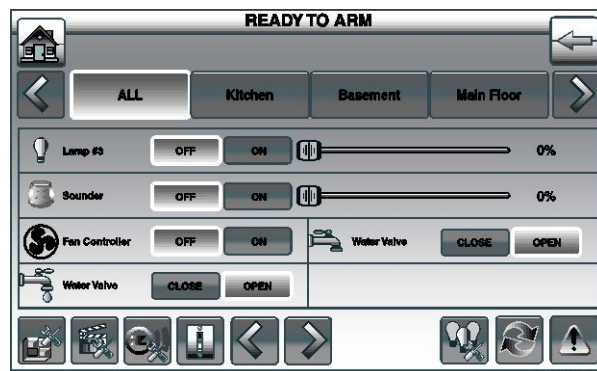 READY TO ARM
ALL Kitchen Basement Main Floor
Lamp #3 OFF ON 0%
Sounder OFF ON 0%
Fan Controller OFF ON Water Valve CLOSE OPEN
Water Valve CLOSE OPEN